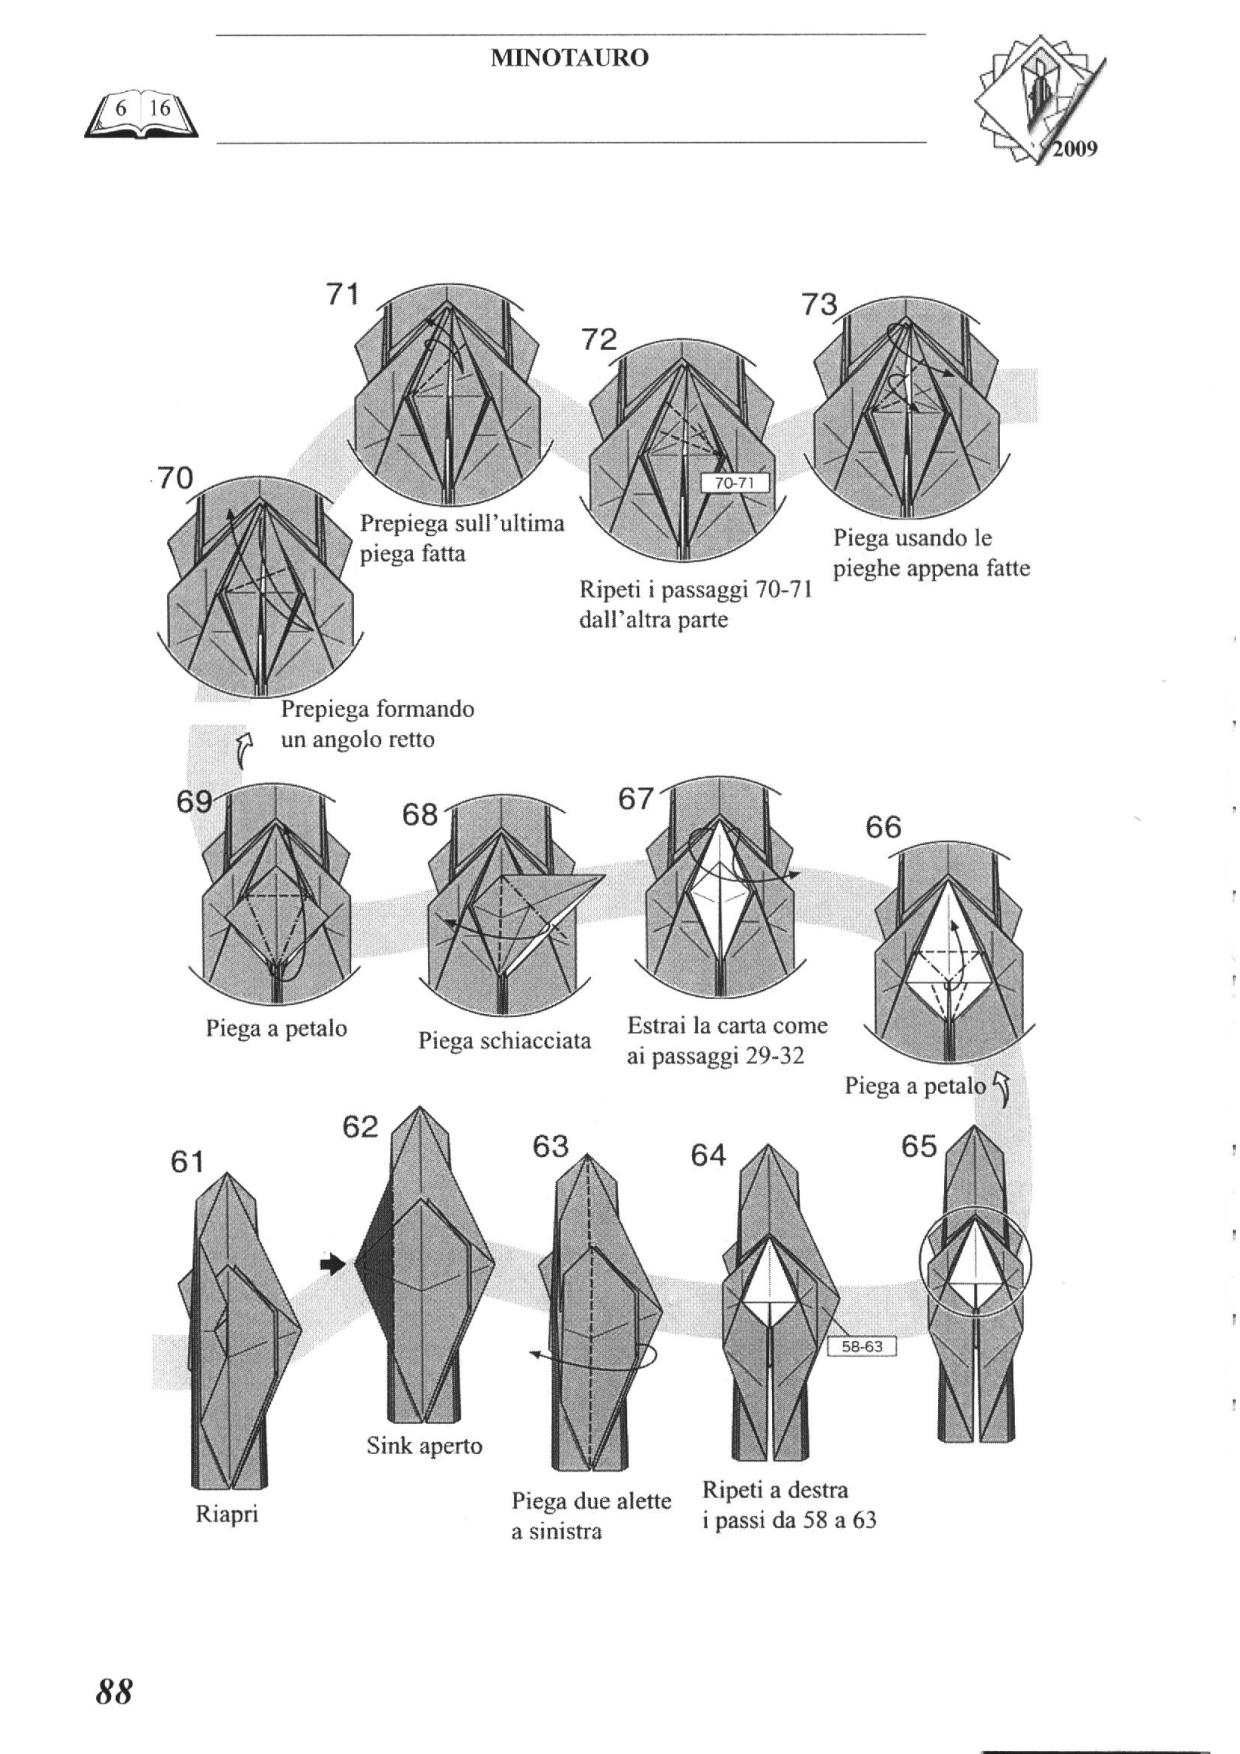 MINOTAURO
6 16
2009
71
72
73
70
70-71
Prepiega sull'ultima
piega fatta
Ripeti i passaggi 70-71
dall'altra parte
Piega usando le
pieghe appena fatte
Prepiega formando
un angolo retto
69
68
67
66
Piega a petalo
Piega schiacciata
Estrai la carta come
ai passaggi 29-32
Piega a petalo
61
62
63
64
65
58-63
Riapri
Sink aperto
Piega due alette
a sinistra
Ripeti a destra
i passi da 58 a 63
88